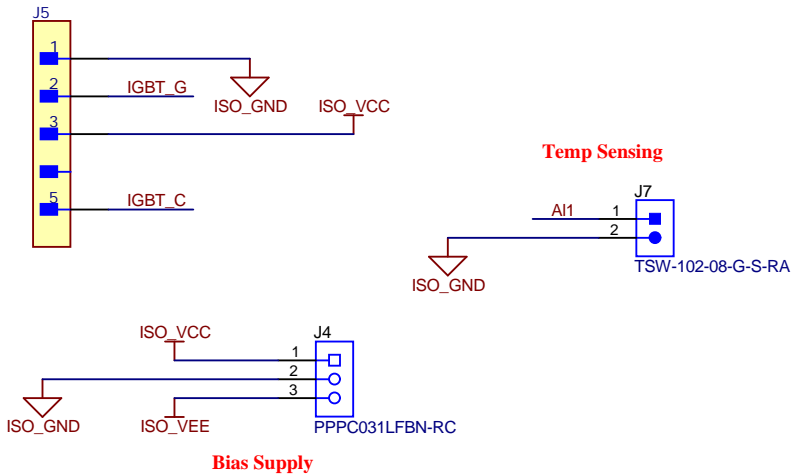 J5
1
2
IGBT_G
ISO_GND
ISO_VCC
3
5
IGBT_C
Temp Sensing
J7
AI1
1
2
ISO_GND
TSW-102-08-G-S-RA
ISO_VCC
J4
1
2
3
ISO_GND
ISO_VEE
PPPC031LFBN-RC
Bias Supply